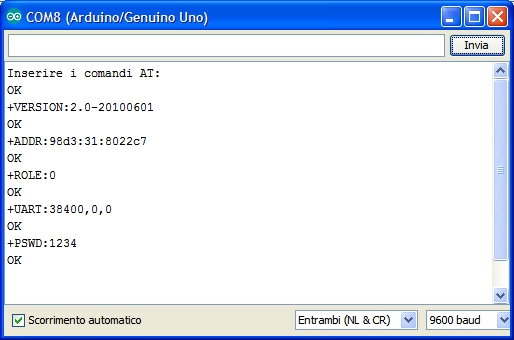 COM8 (Arduino/Genuino Uno)
Invia
Inserire i comandi AT:
OK
+VERSION:2.0-20100601
OK
+ADDR:98d3:31:8022c7
OK
+ROLE:0
OK
+UART:38400,0,0
OK
+PSWD:1234
OK
Scorrimento automatico
Entrambi (NL & CR)
9600 baud